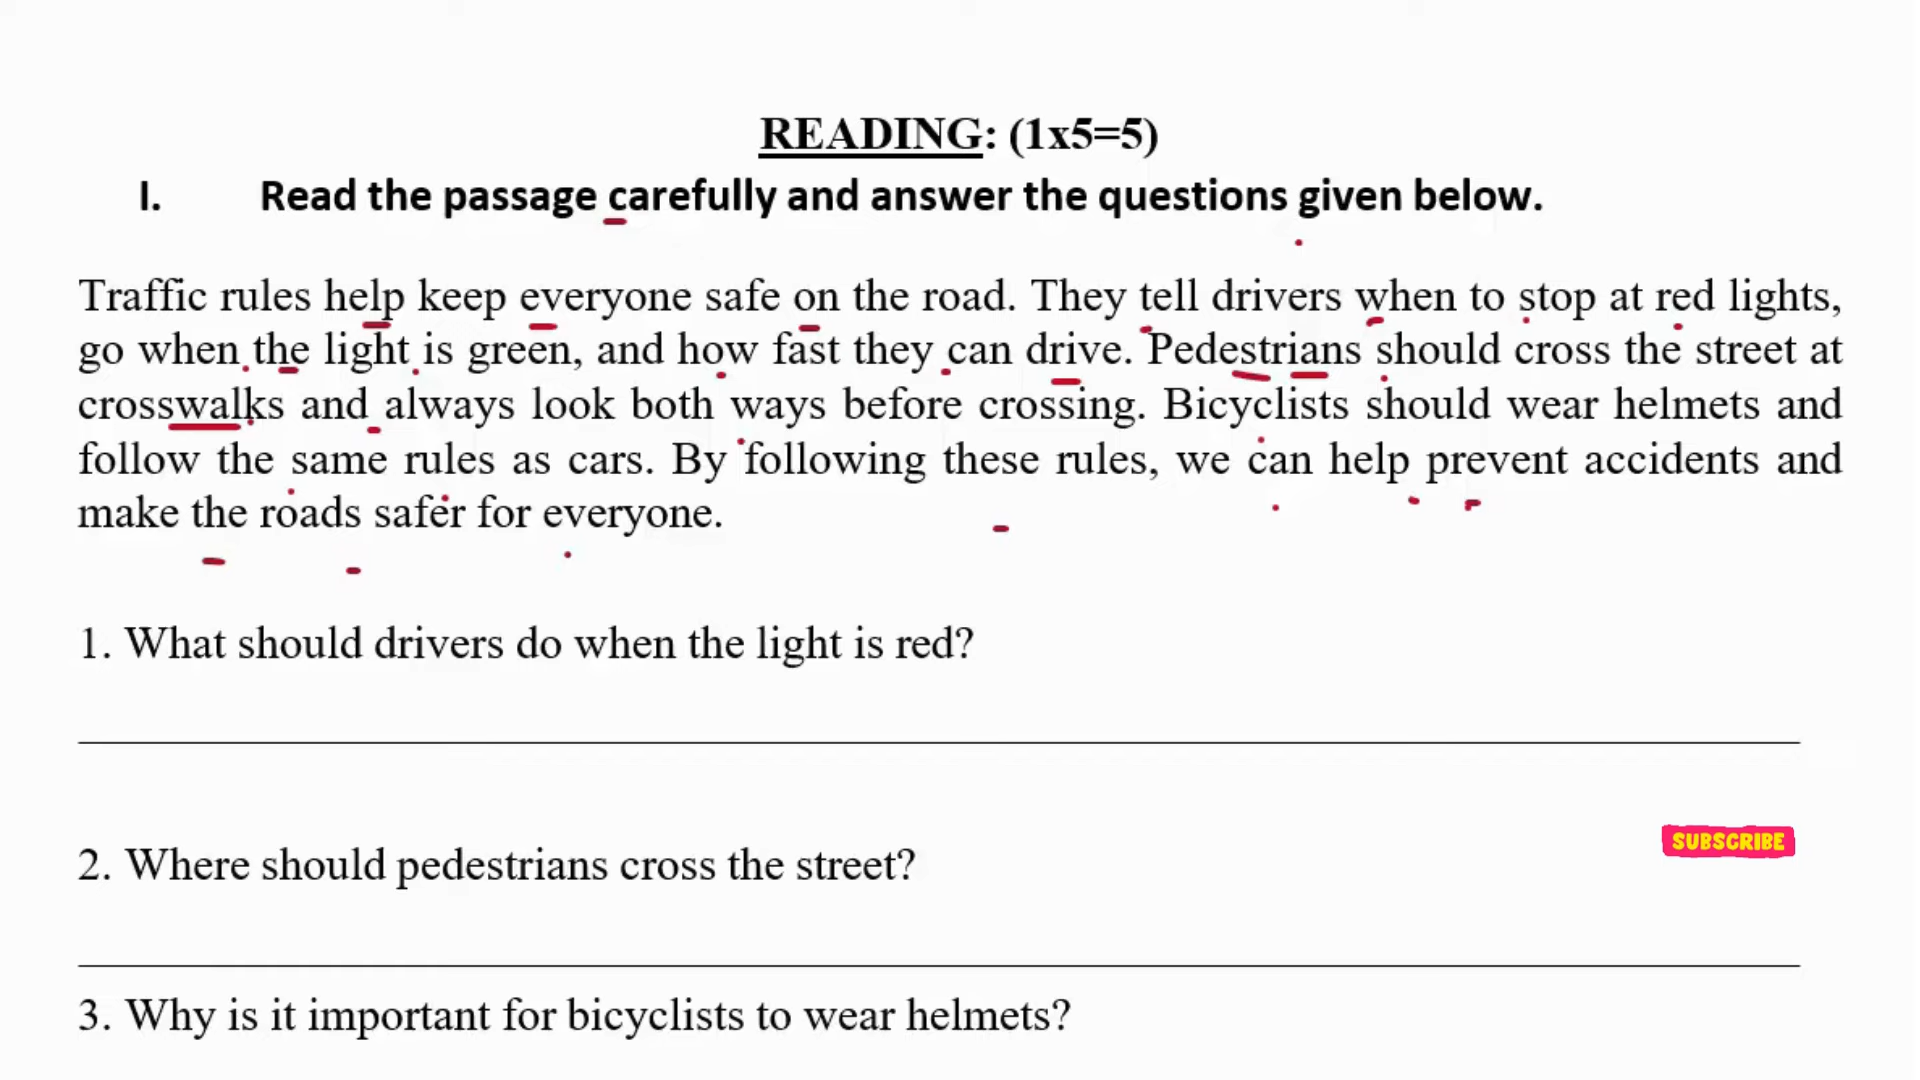 READING: (1x5=5)
I. Read the passage carefully and answer the questions given below.
Traffic rules help keep everyone safe on the road. They tell drivers when to stop at red lights,
go when the light is green, and how fast they can drive. Pedestrians should cross the street at
crosswalks and always look both ways before crossing. Bicyclists should wear helmets and
follow the same rules as cars. By following these rules, we can help prevent accidents and
make the roads safer for everyone.
1. What should drivers do when the light is red?
2. Where should pedestrians cross the street?
SUBSCRIBE
3. Why is it important for bicyclists to wear helmets?